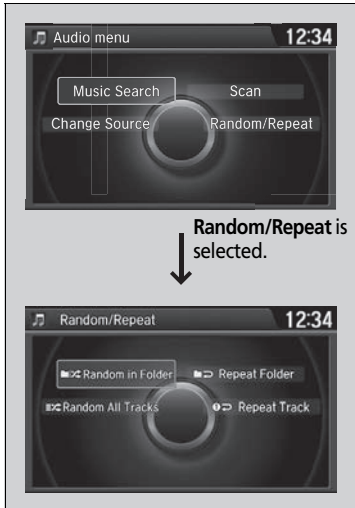 Audio menu 12:34
Music Search Scan
Change Source Random/Repeat
Random/Repeat is
selected.
Random/Repeat 12:34
Random in Folder Repeat Folder
Random All Tracks Repeat Track